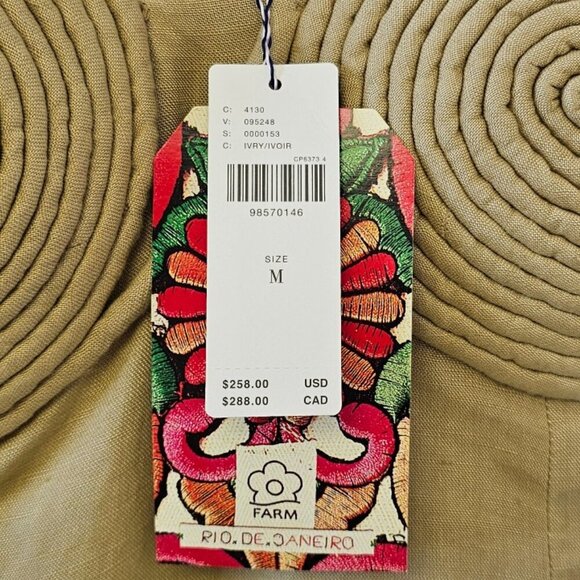 C: 4130
V: 095248
S: 0000153
C: IVRY/IVOIR
CP6373 4
98570146
SIZE
M
$258.00 USD
$288.00 CAD
FARM
RIO.DE.JANEIRO